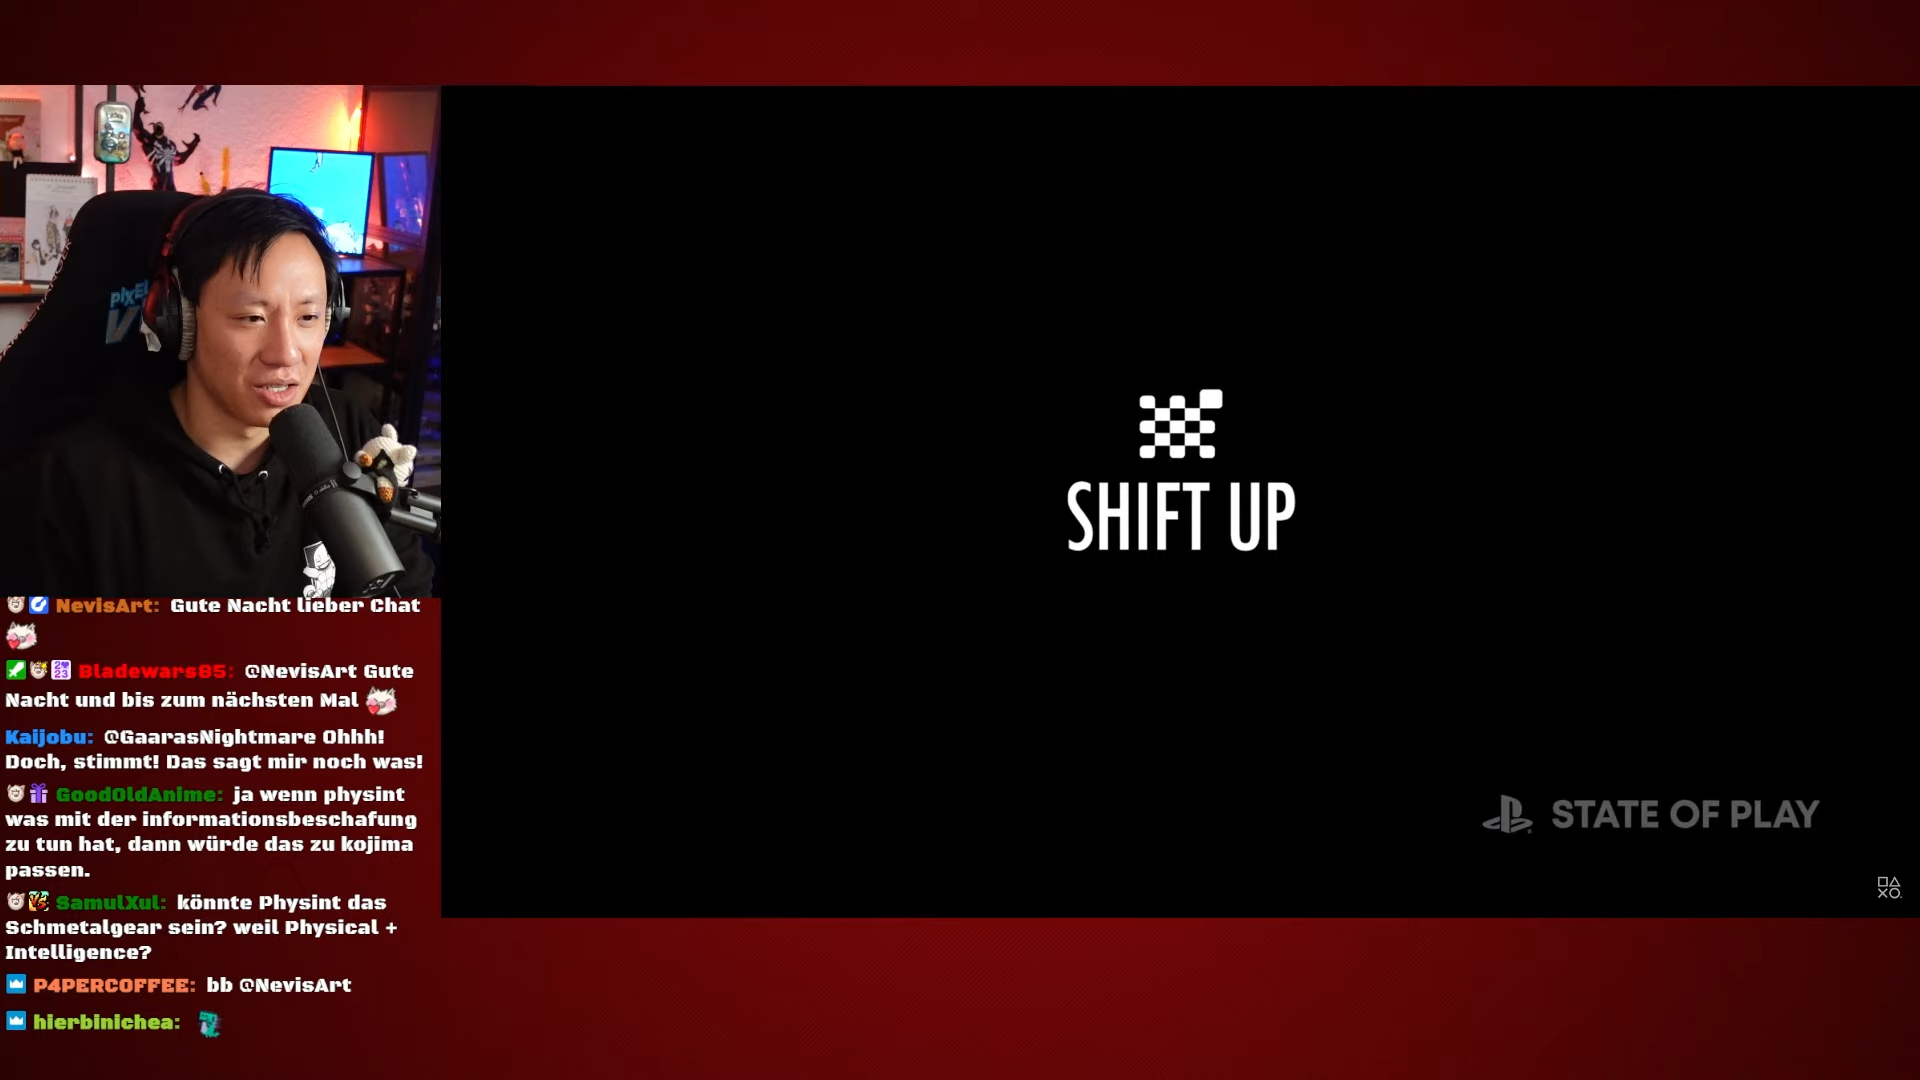 PIXEL
V
NevisArt: Gute Nacht lieber Chat
Bladewars85: @NevisArt Gute
Nacht und bis zum nächsten Mal
Kaijobu: @GaarasNightmare Ohhh!
Doch, stimmt! Das sagt mir noch was!
GoodOldAnime: ja wenn physint
was mit der informationsbeschafung
zu tun hat, dann würde das zu kojima
passen.
SamulXul: könnte Physint das
Schmetalgear sein? weil Physical +
Intelligence?
P4PERCOFFEE: bb @NevisArt
hierbinichea:
SHIFT UP
STATE OF PLAY